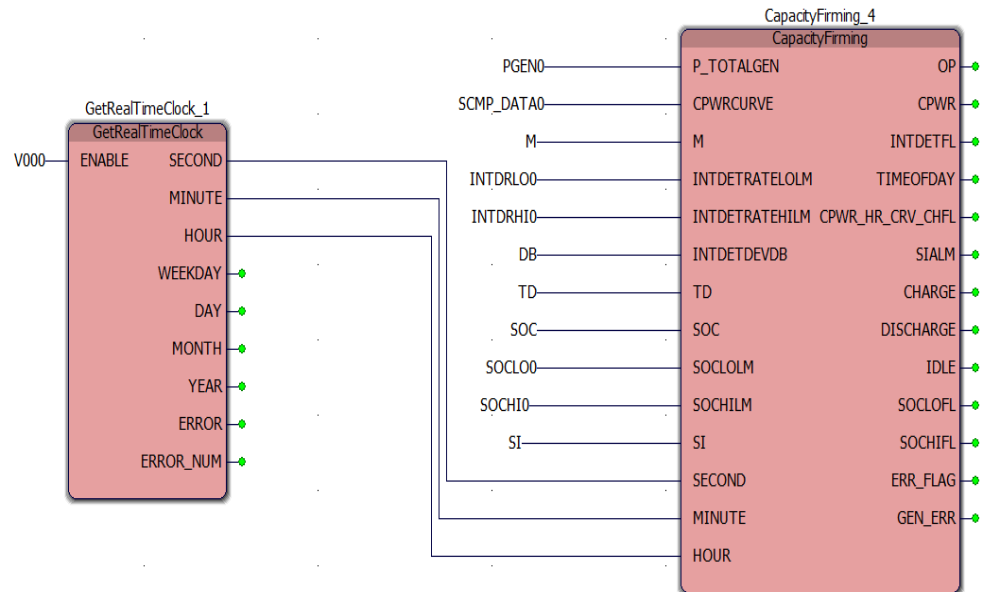 CapacityFirming_4
CapacityFirming
PGEN0 P_TOTALGEN OP
SCMP_DATA0 CPWRCURVE CPWR
M M INTDETFL
INTDRLO0 INTDETRATELOLM TIMEOFDAY
INTDRHI0 INTDETRATEHILM CPWR_HR_CRV_CHFL
DB INTDETDEVDB SIALM
TD TD CHARGE
SOC SOC DISCHARGE
SOCLO0 SOCLOLM IDLE
SOCHI0 SOCHILM SOCLOFL
SI SI SOCHIFL
SECOND ERR_FLAG
MINUTE GEN_ERR
HOUR
GetRealTimeClock_1
GetRealTimeClock
V000 ENABLE SECOND
MINUTE
HOUR
WEEKDAY
DAY
MONTH
YEAR
ERROR
ERROR_NUM